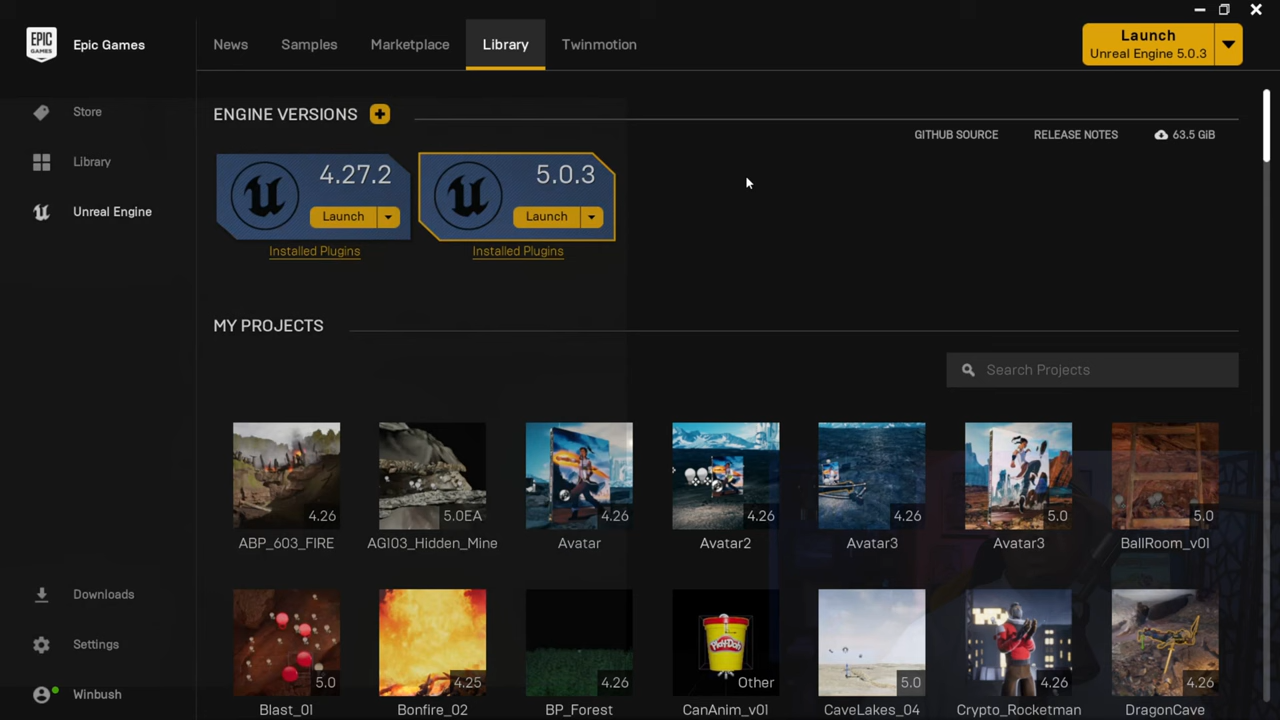 EPIC GAMES
Epic Games
News
Samples
Marketplace
Library
Twinmotion
Launch
Unreal Engine 5.0.3
Store
Library
Unreal Engine
ENGINE VERSIONS
GITHUB SOURCE
RELEASE NOTES
63.5 GiB
4.27.2
Launch
Installed Plugins
5.0.3
Launch
Installed Plugins
MY PROJECTS
Search Projects
4.26
ABP_603_FIRE
5.0EA
AG103_Hidden_Mine
4.26
Avatar
4.26
Avatar2
4.26
Avatar3
5.0
Avatar3
5.0
BallRoom_v01
5.0
Blast_01
4.25
Bonfire_02
4.26
BP_Forest
Play-Doh
Other
CanAnim_v01
5.0
CaveLakes_04
4.26
Crypto_Rocketman
4.26
DragonCave
Downloads
Settings
Winbush